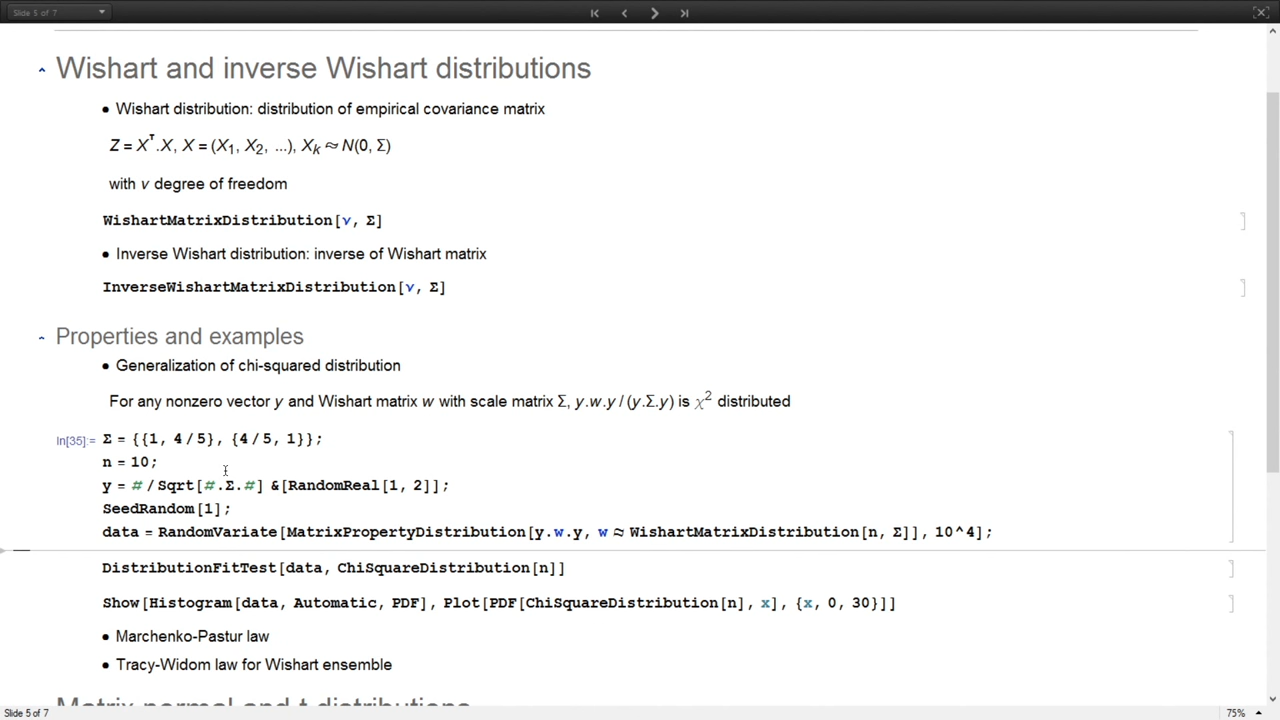 Slide 5 of 7
Wishart and inverse Wishart distributions
• Wishart distribution: distribution of empirical covariance matrix
Z = Xᵀ.X, X = (X₁, X₂, ...), Xₖ ≈ N(0, Σ)
with ν degree of freedom
WishartMatrixDistribution[ν, Σ]
• Inverse Wishart distribution: inverse of Wishart matrix
InverseWishartMatrixDistribution[ν, Σ]
Properties and examples
• Generalization of chi-squared distribution
For any nonzero vector y and Wishart matrix w with scale matrix Σ, y.w.y / (y.Σ.y) is χ² distributed
In[35]:= Σ = {{1, 4/5}, {4/5, 1}};
n = 10;
y = #/Sqrt[#.Σ.#] &[RandomReal[1, 2]];
SeedRandom[1];
data = RandomVariate[MatrixPropertyDistribution[y.w.y, w ≈ WishartMatrixDistribution[n, Σ]], 10^4];
DistributionFitTest[data, ChiSquareDistribution[n]]
Show[Histogram[data, Automatic, PDF], Plot[PDF[ChiSquareDistribution[n], x], {x, 0, 30}]]
• Marchenko-Pastur law
• Tracy-Widom law for Wishart ensemble
Matrix normal and t distributions
Slide 5 of 7
75%